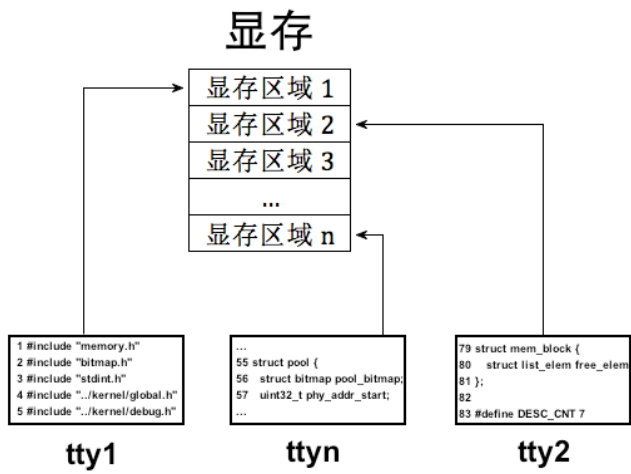 显存
显存区域 1
显存区域 2
显存区域 3
...
显存区域 n
1 #include "memory.h"
2 #include "bitmap.h"
3 #include "stdint.h"
4 #include "../kernel/global.h"
5 #include "../kernel/debug.h"
tty1
...
55 struct pool {
56 struct bitmap pool_bitmap;
57 uint32_t phy_addr_start;
...
ttyn
79 struct mem_block {
80 struct list_elem free_elem
81 };
82
83 #define DESC_CNT 7
tty2